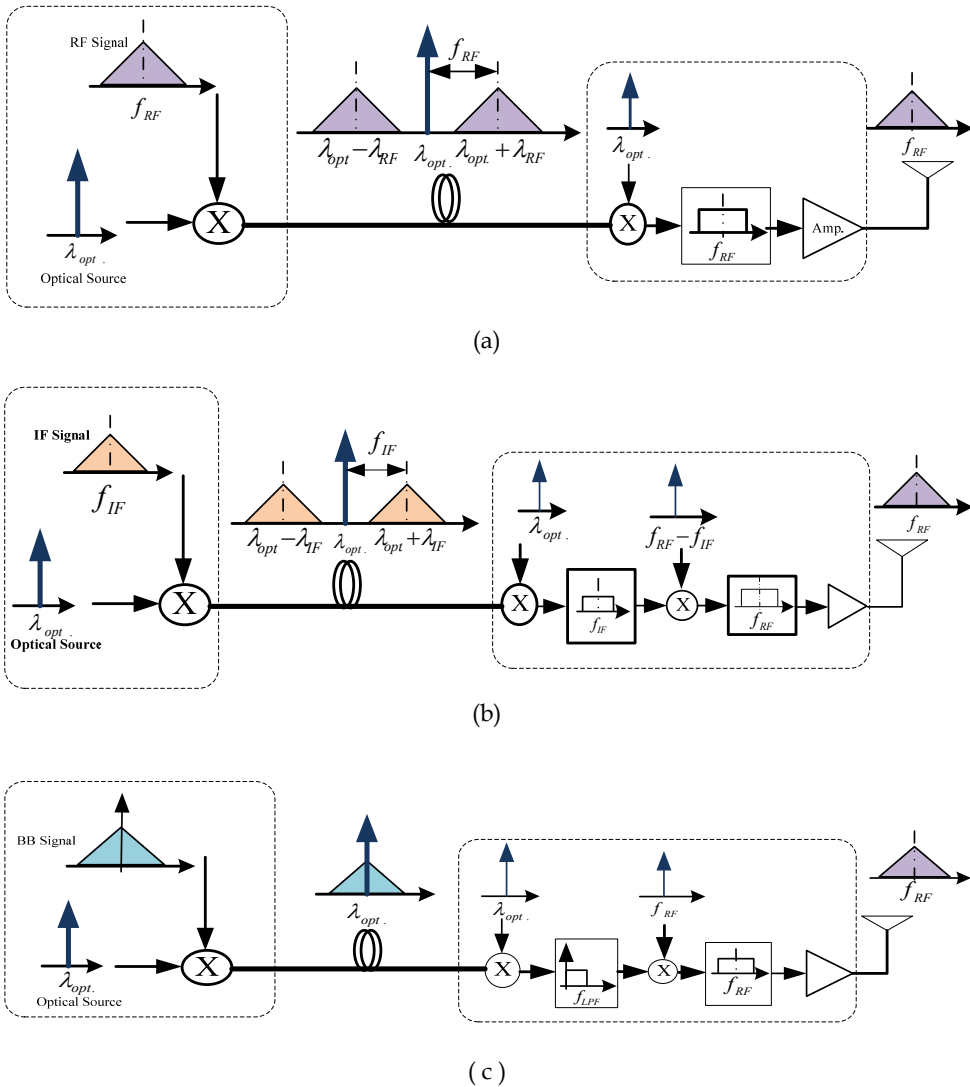 RF Signal
f_RF
f_RF
λ_opt − λ_RF λ_opt. λ_opt. + λ_RF
λ_opt.
f_RF
λ_opt.
Optical Source
X
X
f_RF
Amp.
(a)
IF Signal
f_IF
f_IF
λ_opt − λ_IF λ_opt. λ_opt + λ_IF
λ_opt.
f_RF − f_IF
f_RF
λ_opt.
Optical Source
X
X
f_IF
X
f_RF
(b)
BB Signal
λ_opt.
λ_opt.
f_RF
f_RF
λ_opt.
Optical Source
X
X
f_LPF
X
f_RF
( c )